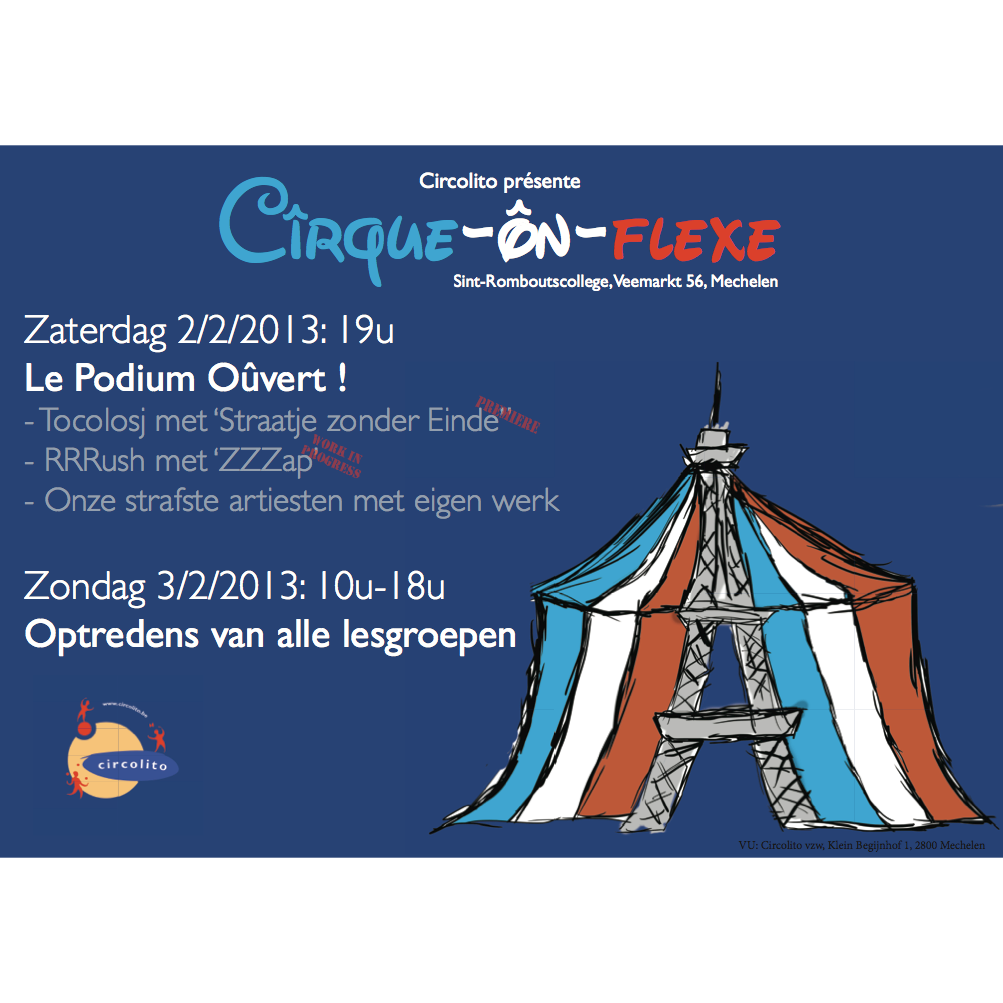 Circolito présente
Cîrque-ôn-flexe
Sint-Romboutscollege, Veemarkt 56, Mechelen
Zaterdag 2/2/2013: 19u
Le Podium Oûvert !
- Tocolosj met ‘Straatje zonder Einde’
PREMIERE
- RRRush met ‘ZZZap’
WORK IN
PROGRESS
- Onze strafste artiesten met eigen werk
Zondag 3/2/2013: 10u-18u
Optredens van alle lesgroepen
www.circolito.be
circolito
VU: Circolito vzw, Klein Begijnhof 1, 2800 Mechelen